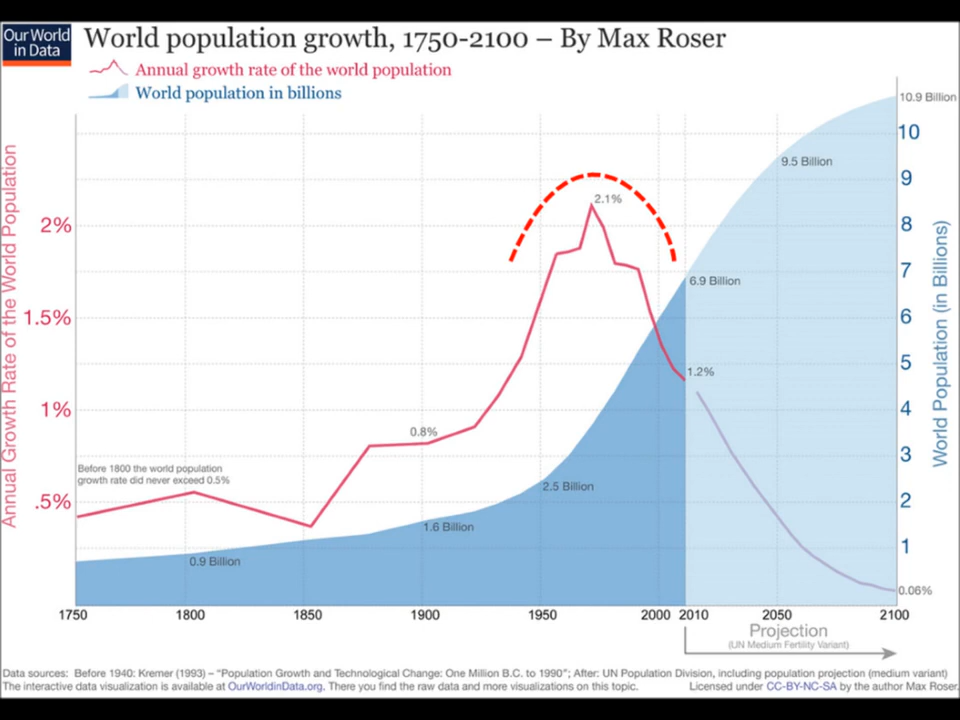 Our World
in Data
World population growth, 1750-2100 – By Max Roser
Annual growth rate of the world population
World population in billions
Annual Growth Rate of the World Population
2%
1.5%
1%
.5%
Before 1800 the world population
growth rate did never exceed 0.5%
0.8%
2.1%
1.2%
0.06%
0.9 Billion
1.6 Billion
2.5 Billion
6.9 Billion
9.5 Billion
10.9 Billion
10
9
8
7
6
5
4
3
2
1
World Population (in Billions)
1750 1800 1850 1900 1950 2000 2010 2050 2100
Projection
(UN Medium Fertility Variant)
Data sources: Before 1940: Kremer (1993) – “Population Growth and Technological Change: One Million B.C. to 1990”; After: UN Population Division, including population projection (medium variant)
The interactive data visualization is available at OurWorldinData.org. There you find the raw data and more visualizations on this topic. Licensed under CC-BY-NC-SA by the author Max Roser.